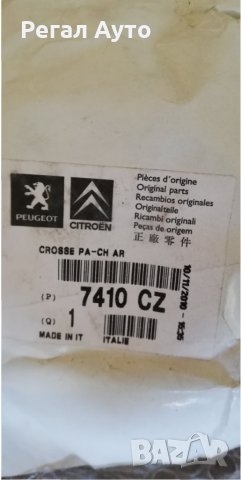 Регал Ауто
Pièces d'origine
Original parts
Recambios originales
Originalteile
Ricambi originali
Peças de origem
正廠零件
PEUGEOT
CITROËN
CROSSE PA-CH AR
(P) 7410 CZ
(Q) 1
MADE IN IT ITALIE
10/11/2010 -
bazar